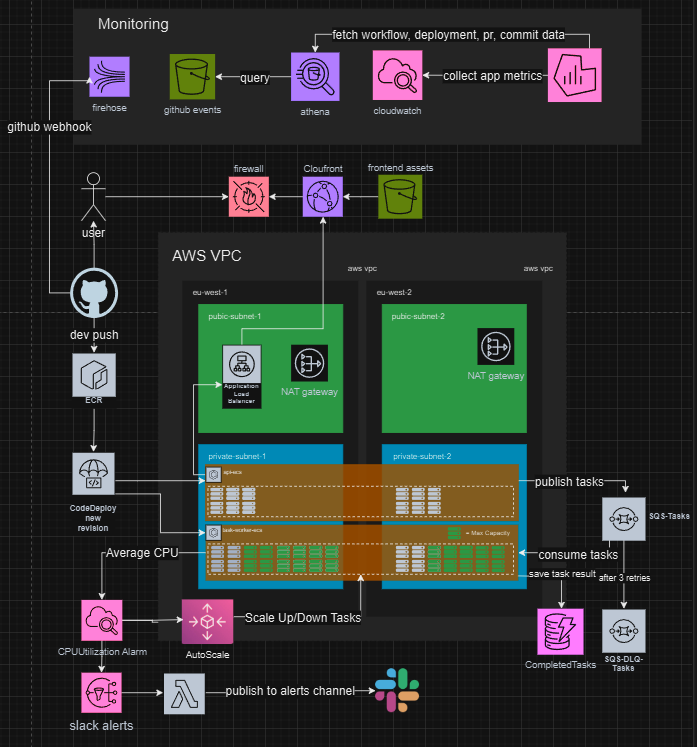 Monitoring
fetch workflow, deployment, pr, commit data
query
collect app metrics
firehose
github events
athena
cloudwatch
github webhook
firewall
Cloufront
frontend assets
user
AWS VPC
aws vpc
aws vpc
eu-west-1
eu-west-2
pubic-subnet-1
pubic-subnet-2
dev push
Application
Load
Balancer
NAT gateway
NAT gateway
ECR
private-subnet-1
private-subnet-2
api-ecs
publish tasks
CodeDeploy
new
revision
SQS-Tasks
task-worker-ecs
+ Max Capacity
Average CPU
consume tasks
save task result
after 3 retries
Scale Up/Down Tasks
CPUUtilization Alarm
AutoScale
CompletedTasks
SQS-DLQ-
Tasks
publish to alerts channel
slack alerts